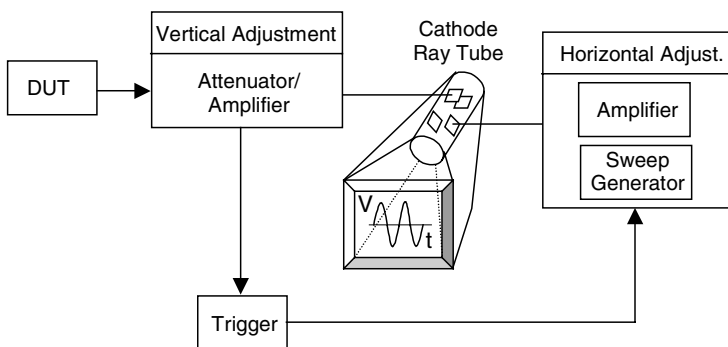 Vertical Adjustment
Cathode
Ray Tube
Horizontal Adjust.
DUT
Attenuator/
Amplifier
Amplifier
Sweep
Generator
V
t
Trigger